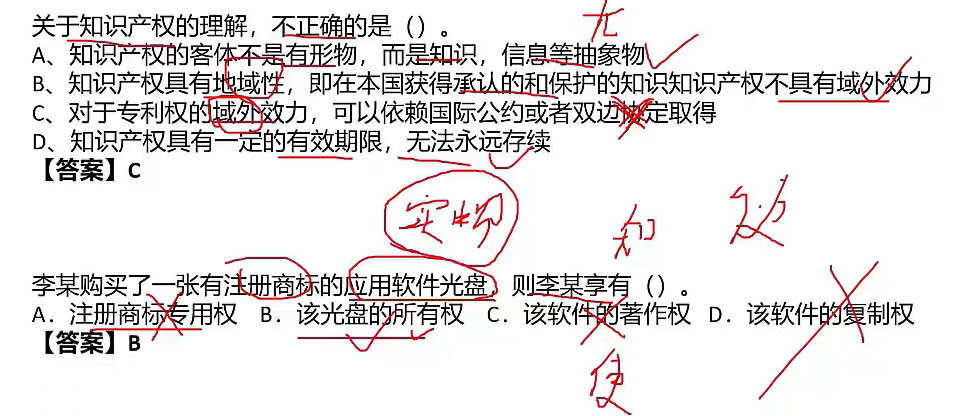 关于知识产权的理解，不正确的是（）。
无
A、知识产权的客体不是有形物，而是知识，信息等抽象物
B、知识产权具有地域性，即在本国获得承认的和保护的知识知识产权不具有域外效力
C、对于专利权的域外效力，可以依赖国际公约或者双边协定取得
D、知识产权具有一定的有效期限，无法永远存续
【答案】C
实物
知
李某购买了一张有注册商标的应用软件光盘，则李某享有（）。
A．注册商标专用权 B．该光盘的所有权 C．该软件的著作权 D．该软件的复制权
【答案】B
使